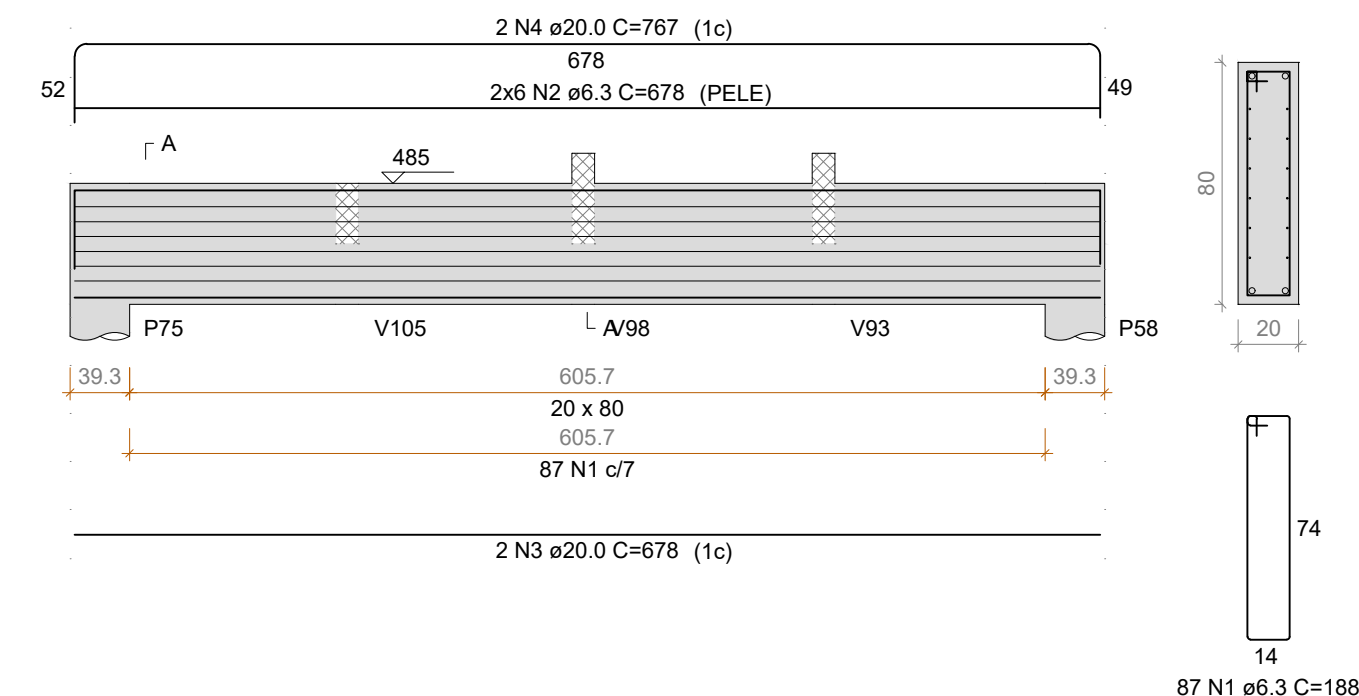 2 N4 ø20.0 C=767 (1c)
678
52
2x6 N2 ø6.3 C=678 (PELE)
49
A
485
80
20
P75
V105
A
V98
V93
P58
39.3
605.7
39.3
20 x 80
605.7
87 N1 c/7
2 N3 ø20.0 C=678 (1c)
74
14
87 N1 ø6.3 C=188